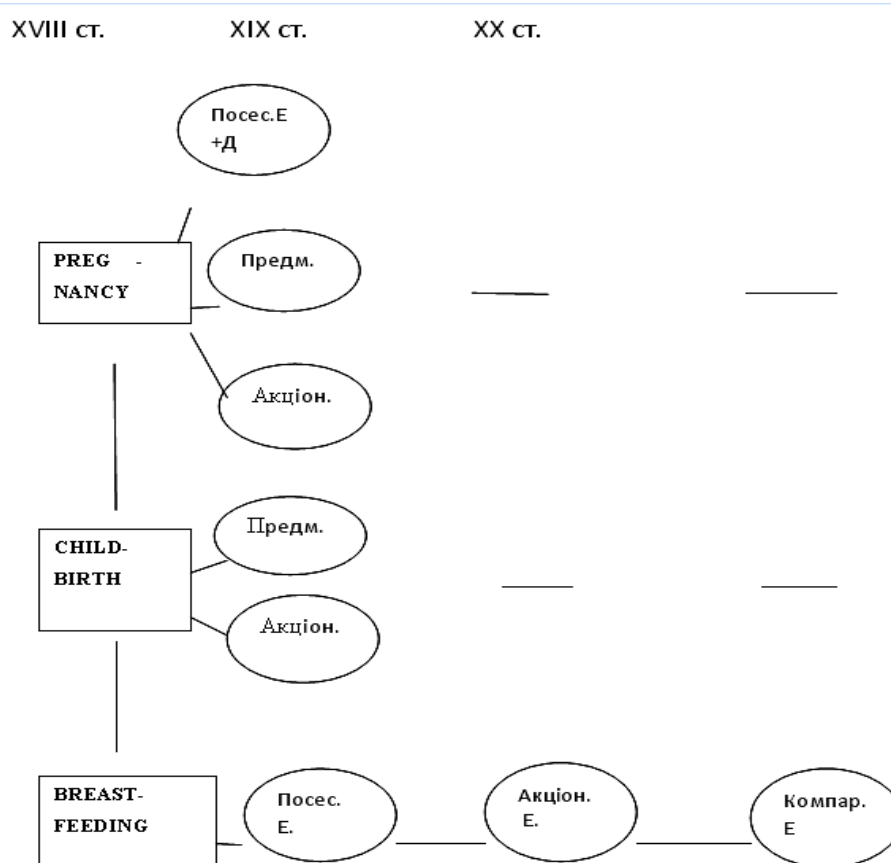 XVIII ст. XIX ст. XX ст.
Посес.Е
+Д
PREG -
NANCY
Предм.
Акціон.
CHILD-
BIRTH
Предм.
Акціон.
BREAST-
FEEDING
Посес.
Е.
Акціон.
Е.
Компар.
Е